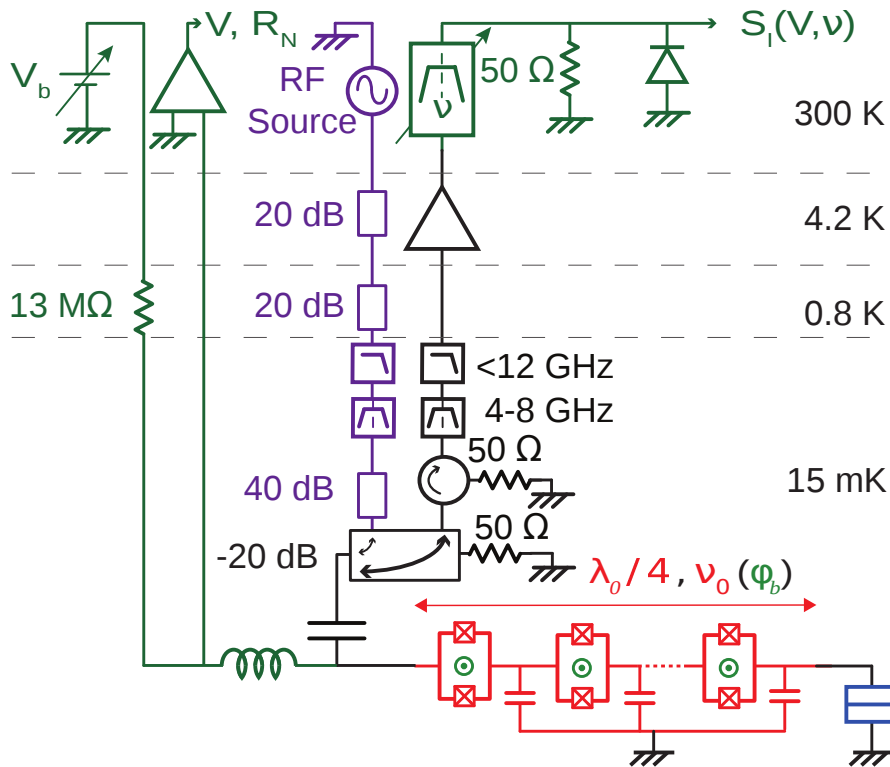 V, R_N
S_I(V,ν)
V_b
RF
Source
ν
50 Ω
300 K
20 dB
4.2 K
13 MΩ
20 dB
0.8 K
<12 GHz
4-8 GHz
50 Ω
40 dB
15 mK
50 Ω
-20 dB
λ_0 / 4 , ν_0 (φ_b)